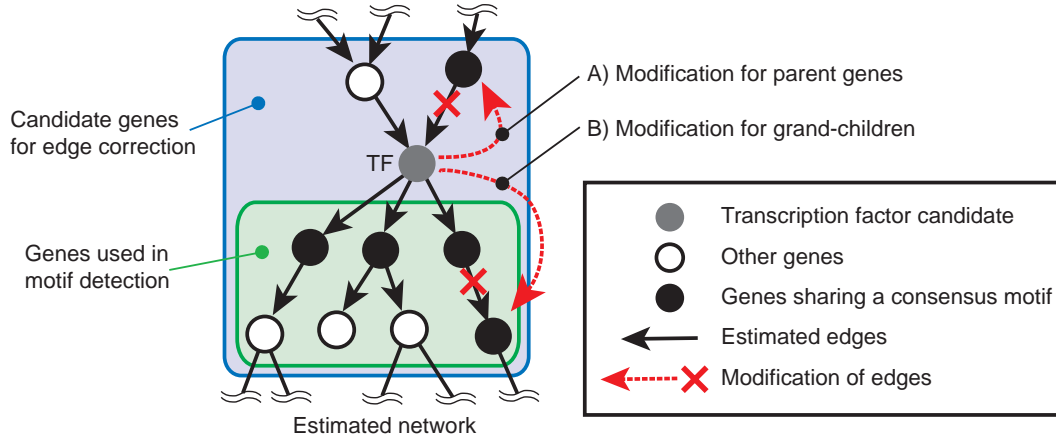 A) Modification for parent genes
Candidate genes
for edge correction
B) Modification for grand-children
TF
Genes used in
motif detection
Transcription factor candidate
Other genes
Genes sharing a consensus motif
Estimated edges
Modification of edges
Estimated network